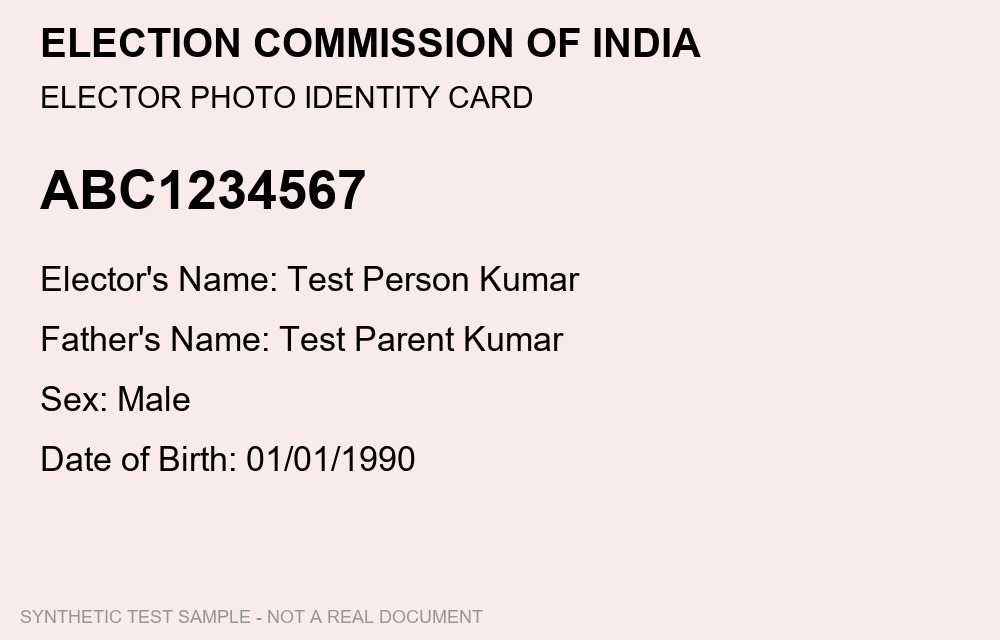 ELECTION COMMISSION OF INDIA
ELECTOR PHOTO IDENTITY CARD
ABC1234567
Elector's Name: Test Person Kumar
Father's Name: Test Parent Kumar
Sex: Male
Date of Birth: 01/01/1990
SYNTHETIC TEST SAMPLE - NOT A REAL DOCUMENT